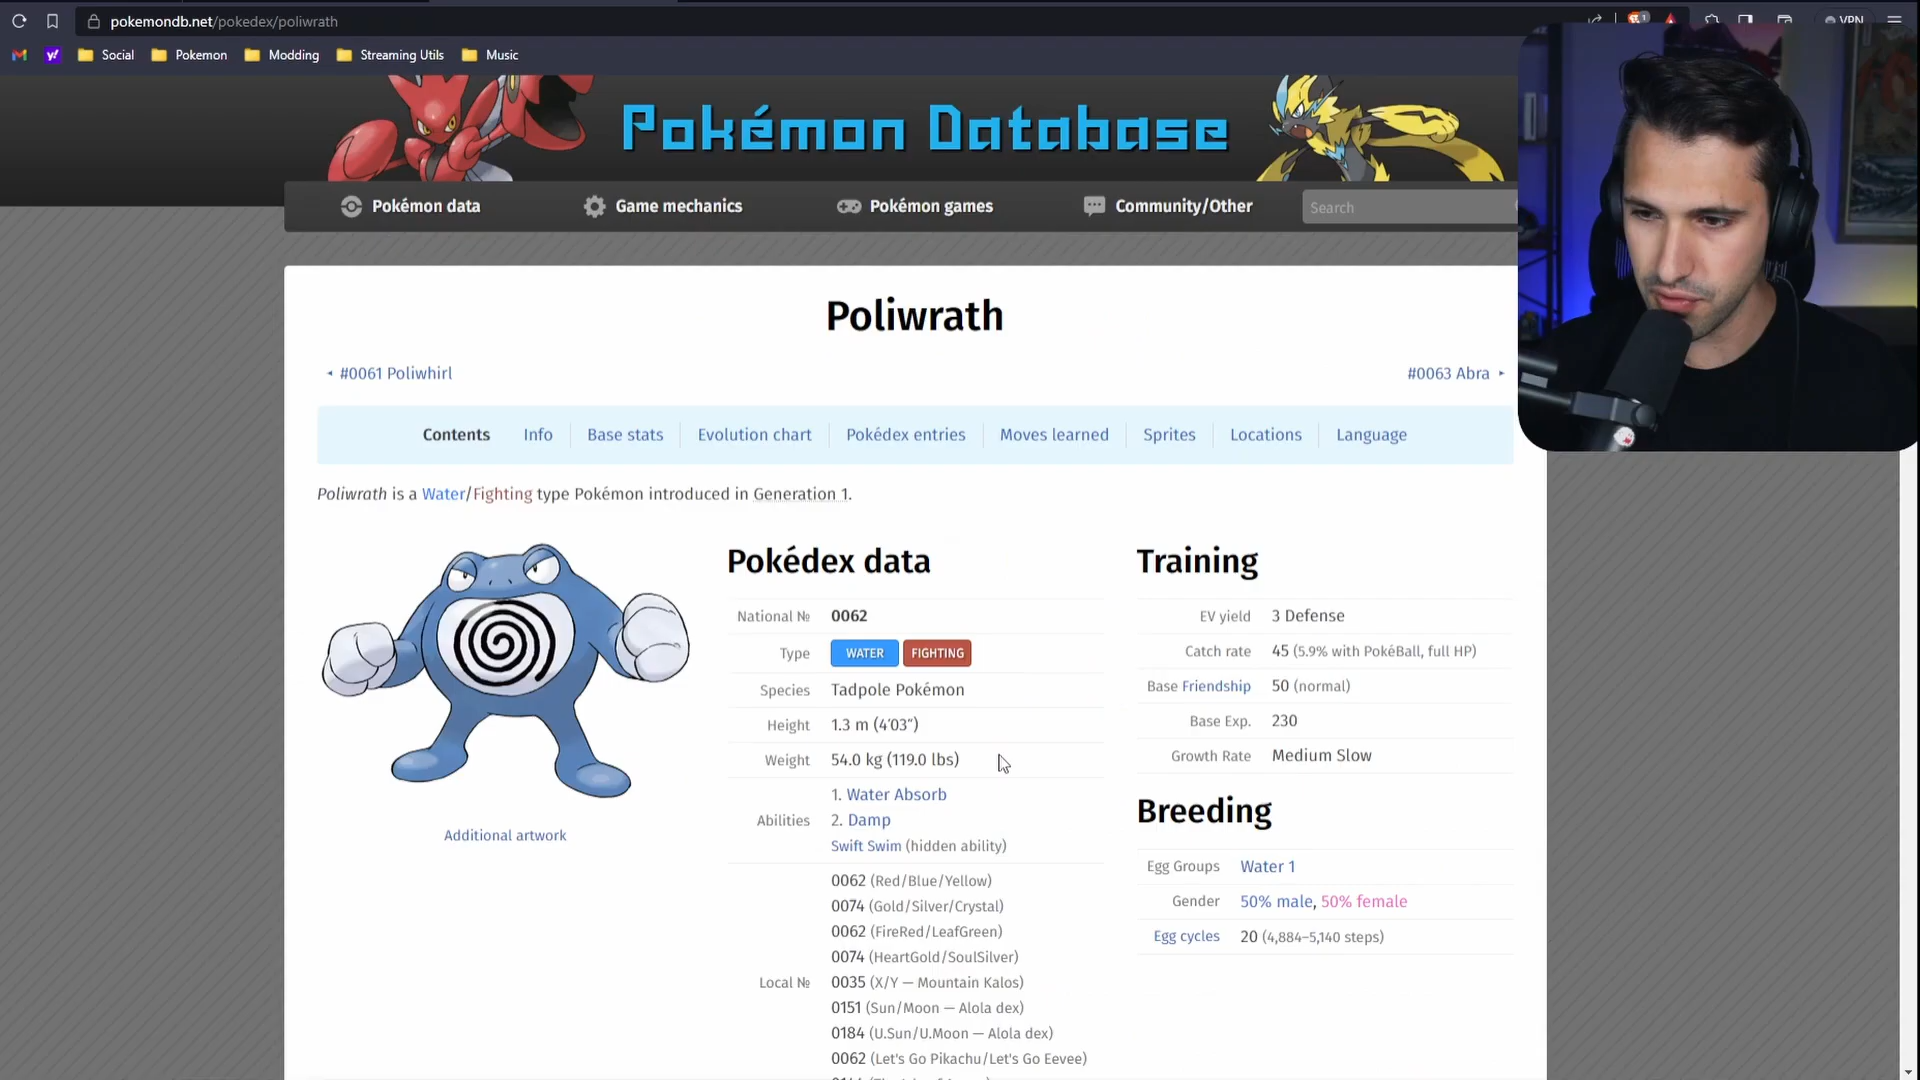 pokemondb.net/pokedex/poliwrath
1
VPN
Social
Pokemon
Modding
Streaming Utils
Music
Pokémon Database
Pokémon data
Game mechanics
Pokémon games
Community/Other
Search
Poliwrath
#0061 Poliwhirl
#0063 Abra
Contents
Info
Base stats
Evolution chart
Pokédex entries
Moves learned
Sprites
Locations
Language
Poliwrath is a Water/Fighting type Pokémon introduced in Generation 1.
Additional artwork
Pokédex data
National № 0062
Type WATER FIGHTING
Species Tadpole Pokémon
Height 1.3 m (4′03″)
Weight 54.0 kg (119.0 lbs)
Abilities
1. Water Absorb
2. Damp
Swift Swim (hidden ability)
Local №
0062 (Red/Blue/Yellow)
0074 (Gold/Silver/Crystal)
0062 (FireRed/LeafGreen)
0074 (HeartGold/SoulSilver)
0035 (X/Y — Mountain Kalos)
0151 (Sun/Moon — Alola dex)
0184 (U.Sun/U.Moon — Alola dex)
0062 (Let's Go Pikachu/Let's Go Eevee)
Training
EV yield 3 Defense
Catch rate 45 (5.9% with PokéBall, full HP)
Base Friendship 50 (normal)
Base Exp. 230
Growth Rate Medium Slow
Breeding
Egg Groups Water 1
Gender 50% male, 50% female
Egg cycles 20 (4,884–5,140 steps)